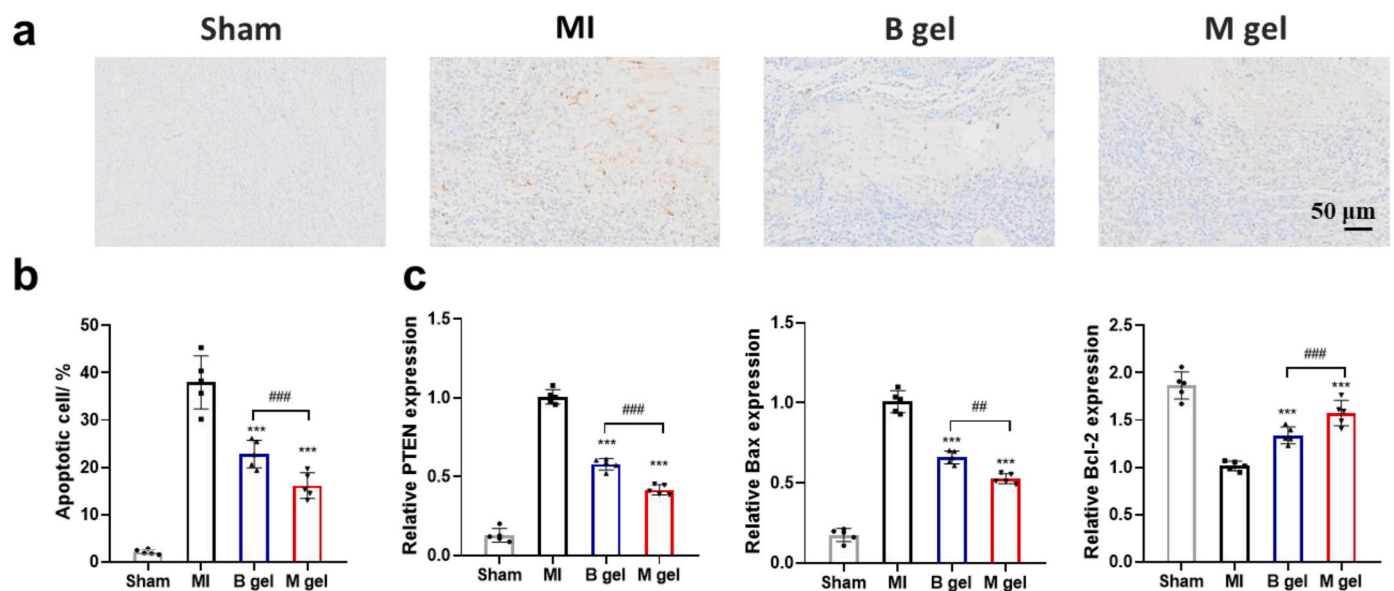 a
Sham
MI
B gel
M gel
50 µm
b
c
Apoptotic cell/ %
50
40
30
20
10
0
###
***
***
Sham
MI
B gel
M gel
Relative PTEN expression
1.5
1.0
0.5
0.0
###
***
***
Sham
MI
B gel
M gel
Relative Bax expression
1.5
1.0
0.5
0.0
##
***
***
Sham
MI
B gel
M gel
Relative Bcl-2 expression
2.5
2.0
1.5
1.0
0.5
0.0
###
***
***
Sham
MI
B gel
M gel